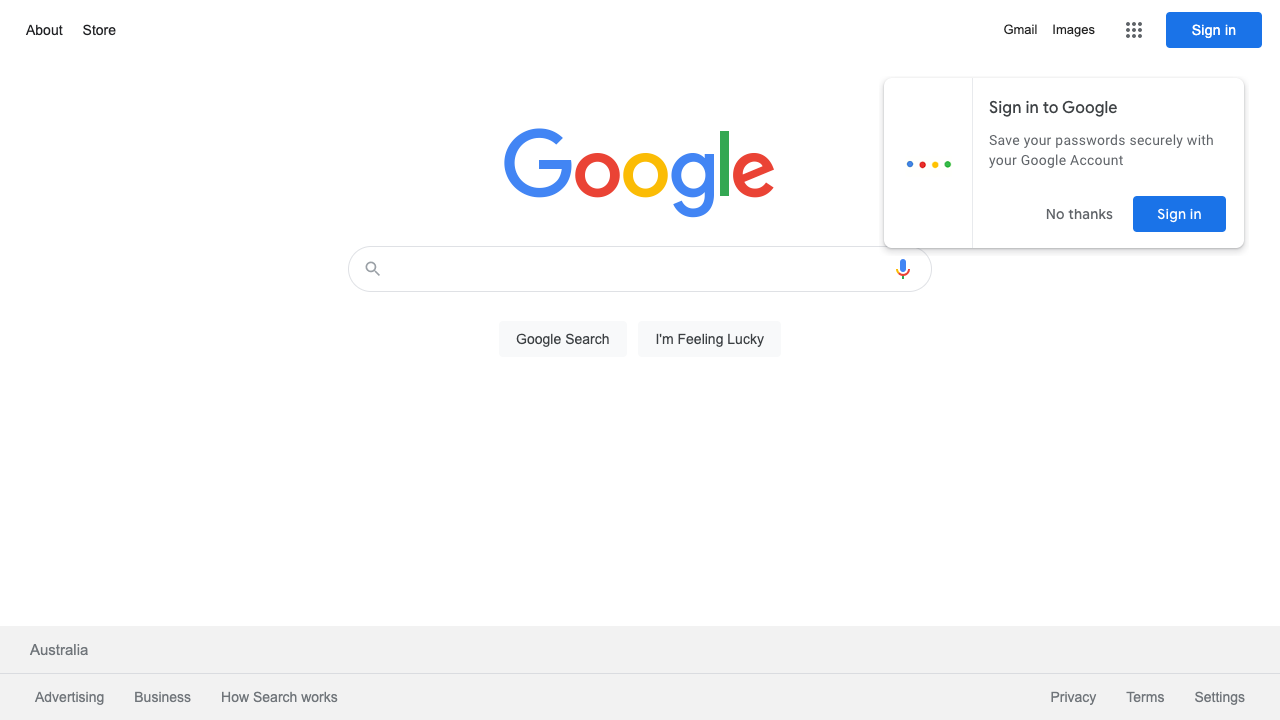 About Store
Gmail Images
Sign in
Google
Sign in to Google
Save your passwords securely with
your Google Account
No thanks
Sign in
Google Search
I'm Feeling Lucky
Australia
Advertising Business How Search works
Privacy Terms Settings